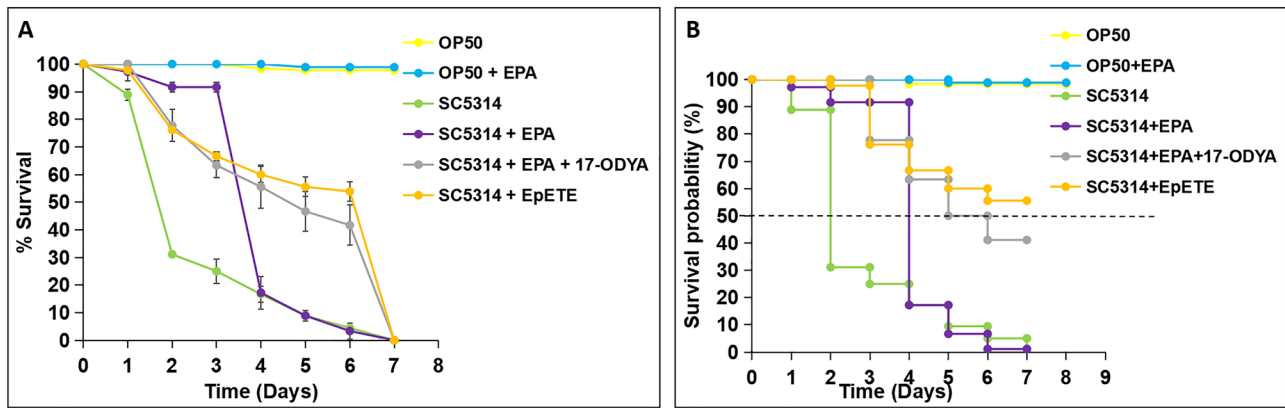 A
OP50
OP50 + EPA
SC5314
SC5314 + EPA
SC5314 + EPA + 17-ODYA
SC5314 + EpETE
% Survival
100
90
80
70
60
50
40
30
20
10
0
0 1 2 3 4 5 6 7 8
Time (Days)
B
OP50
OP50+EPA
SC5314
SC5314+EPA
SC5314+EPA+17-ODYA
SC5314+EpETE
Survival probablitiy (%)
100
90
80
70
60
50
40
30
20
10
0
0 1 2 3 4 5 6 7 8 9
Time (Days)